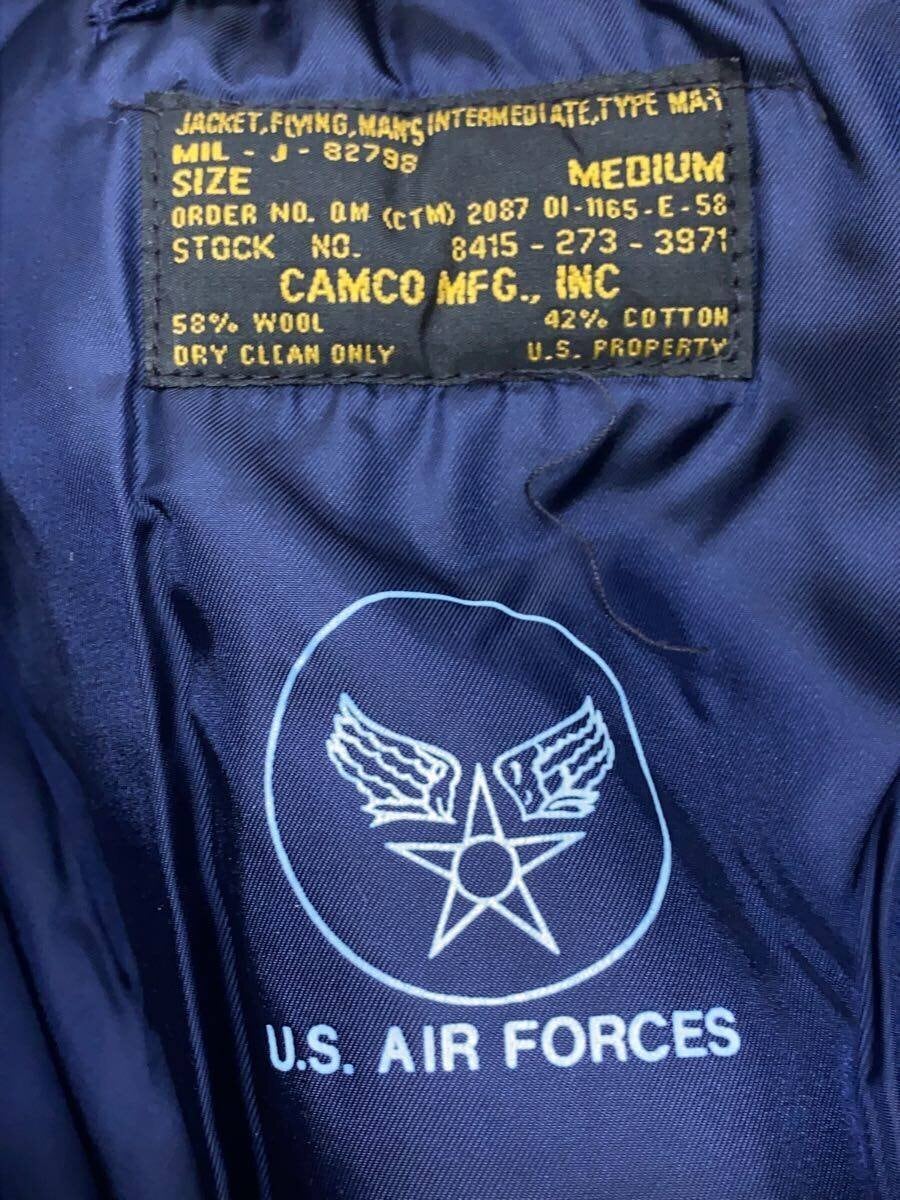 JACKET,FLYING,MAN'S INTERMEDIATE,TYPE MA-1
MIL - J - 82798
SIZE MEDIUM
ORDER NO. QM (CTM) 2087 OI-1165-E-58
STOCK NO. 8415 - 273 - 3971
CAMCO MFG., INC
58% WOOL 42% COTTON
DRY CLEAN ONLY U.S. PROPERTY
U.S. AIR FORCES